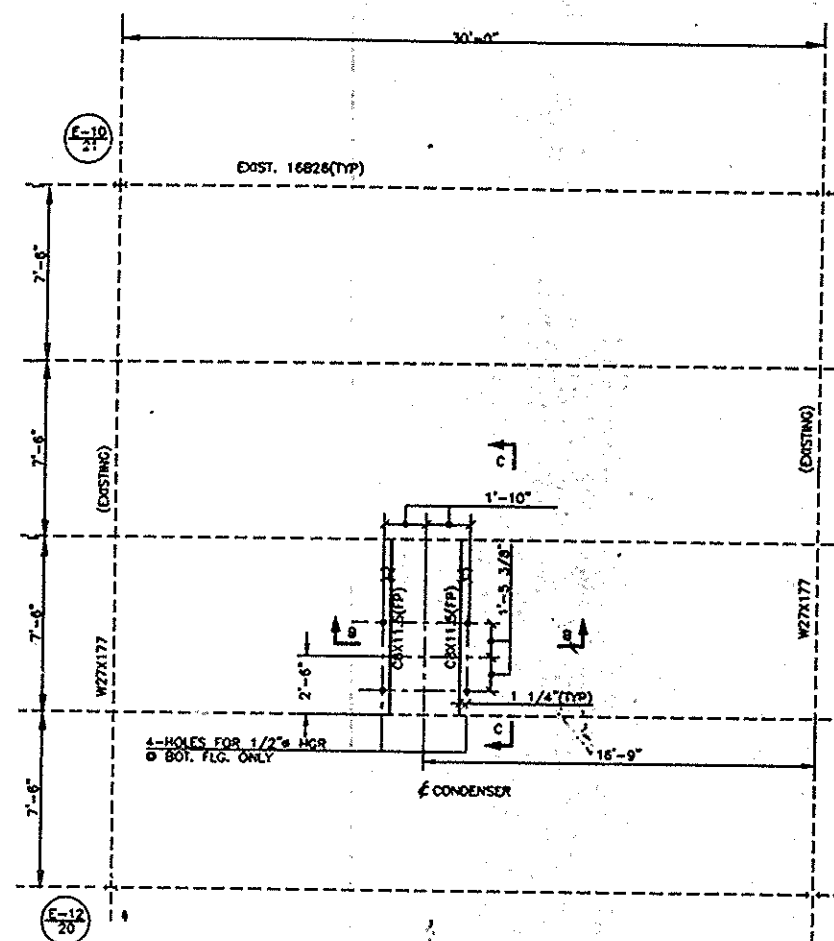 30'-0"
E-10
21
EXIST. 16B26(TYP)
7'-6"
7'-6"
(EXISTING)
(EXISTING)
C
1'-10"
7'-6"
1'-5 3/8"
C8X11.5(FP)
C8X11.5(FP)
B
B
W27X177
W27X177
2'-6"
1 1/4"(TYP)
4-HOLES FOR 1/2"ø HGR
@ BOT. FLG. ONLY
C
16'-9"
7'-6"
℄ CONDENSER
E-12
20